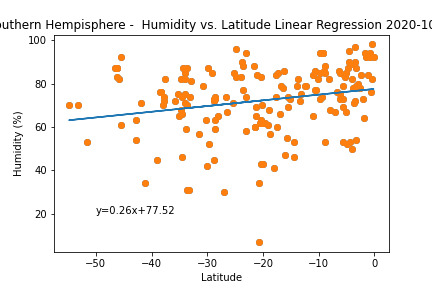 outhern Hempisphere - Humidity vs. Latitude Linear Regression 2020-10
100
80
60
40
20
Humidity (%)
y=0.26x+77.52
−50 −40 −30 −20 −10 0
Latitude